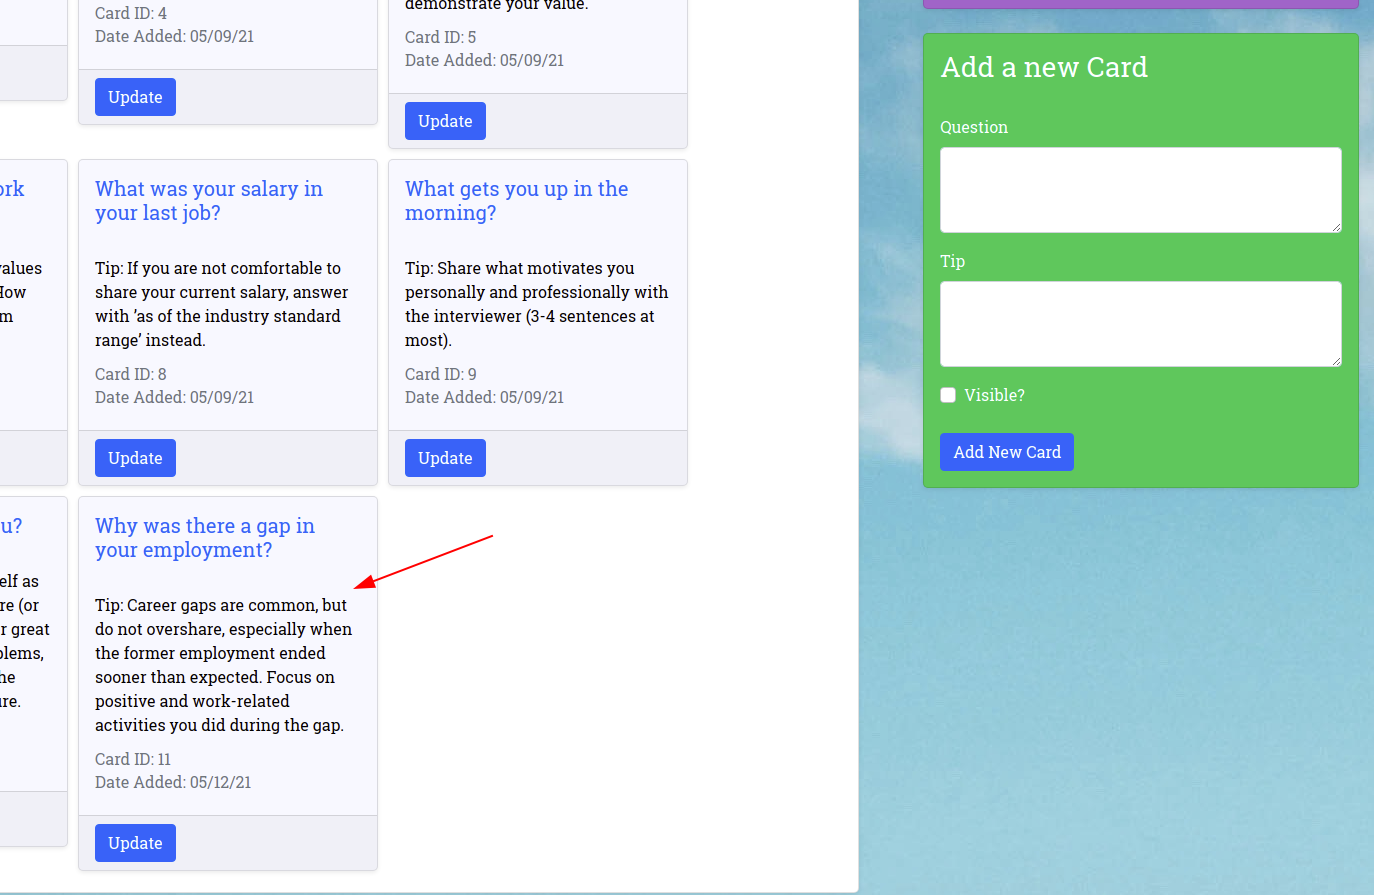 Card ID: 4
Date Added: 05/09/21
Update
demonstrate your value.
Card ID: 5
Date Added: 05/09/21
Update
ork
values
How
m
What was your salary in
your last job?
Tip: If you are not comfortable to
share your current salary, answer
with ’as of the industry standard
range’ instead.
Card ID: 8
Date Added: 05/09/21
Update
What gets you up in the
morning?
Tip: Share what motivates you
personally and professionally with
the interviewer (3-4 sentences at
most).
Card ID: 9
Date Added: 05/09/21
Update
u?
elf as
re (or
r great
blems,
he
ure.
Why was there a gap in
your employment?
Tip: Career gaps are common, but
do not overshare, especially when
the former employment ended
sooner than expected. Focus on
positive and work-related
activities you did during the gap.
Card ID: 11
Date Added: 05/12/21
Update
Add a new Card
Question
Tip
Visible?
Add New Card